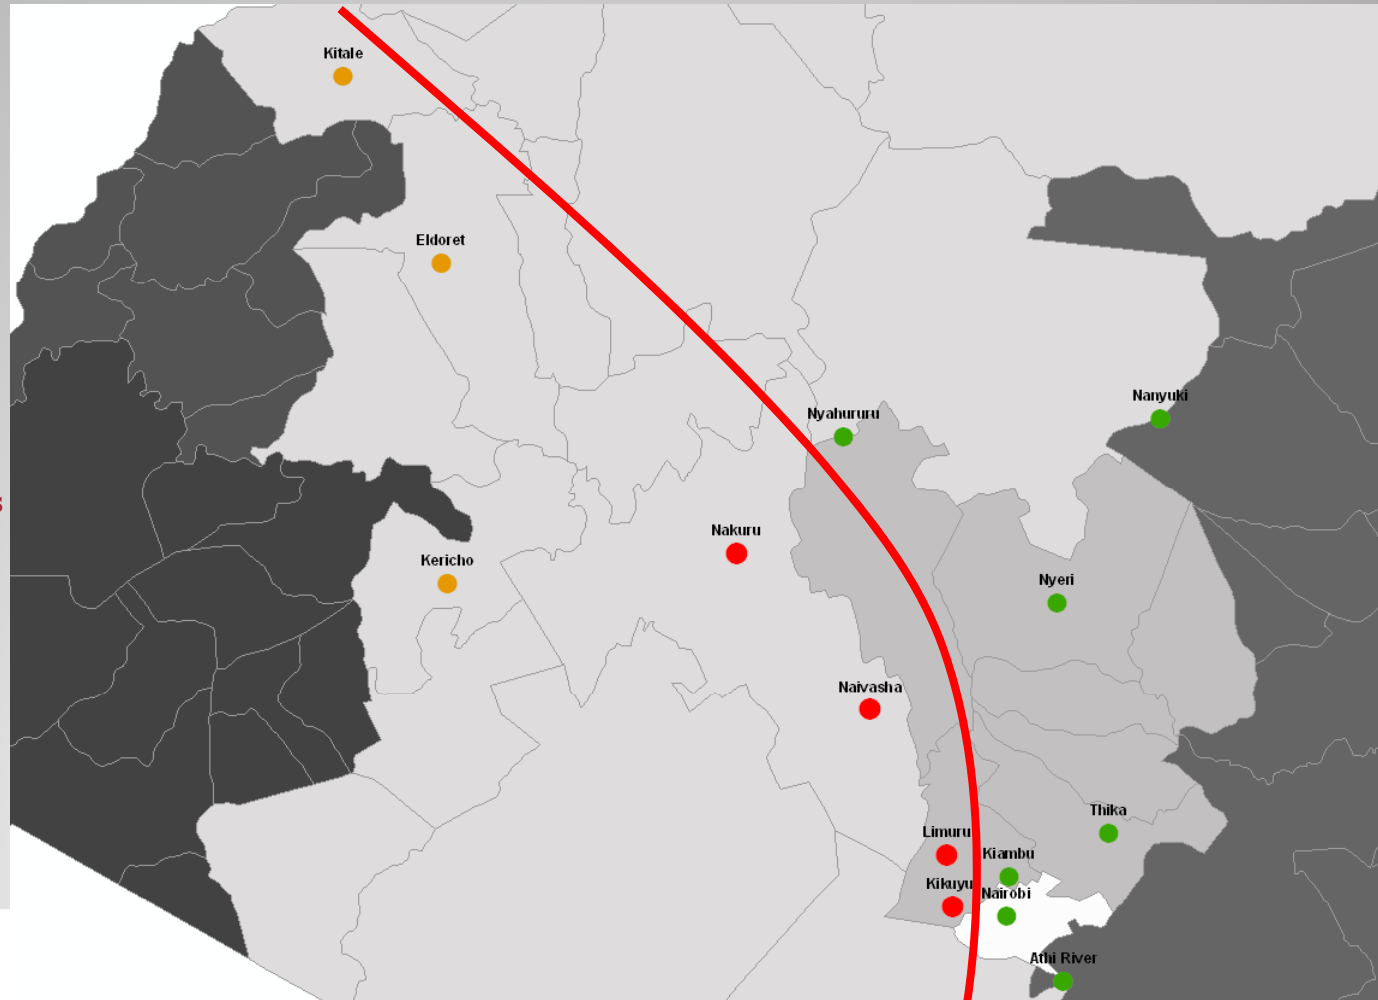 Kitale
Eldoret
Nanyuki
Nyahururu
Nakuru
Kericho
Nyeri
Naivasha
Thika
Limuru
Kiambu
Kikuyu
Nairobi
Athi River